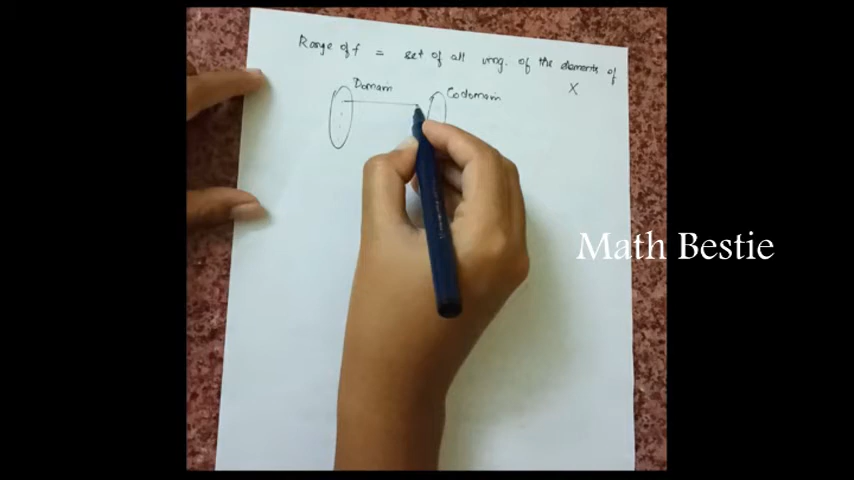 Range of f = set of all img. of the elements of
X
Domain
Codomain
Math Bestie